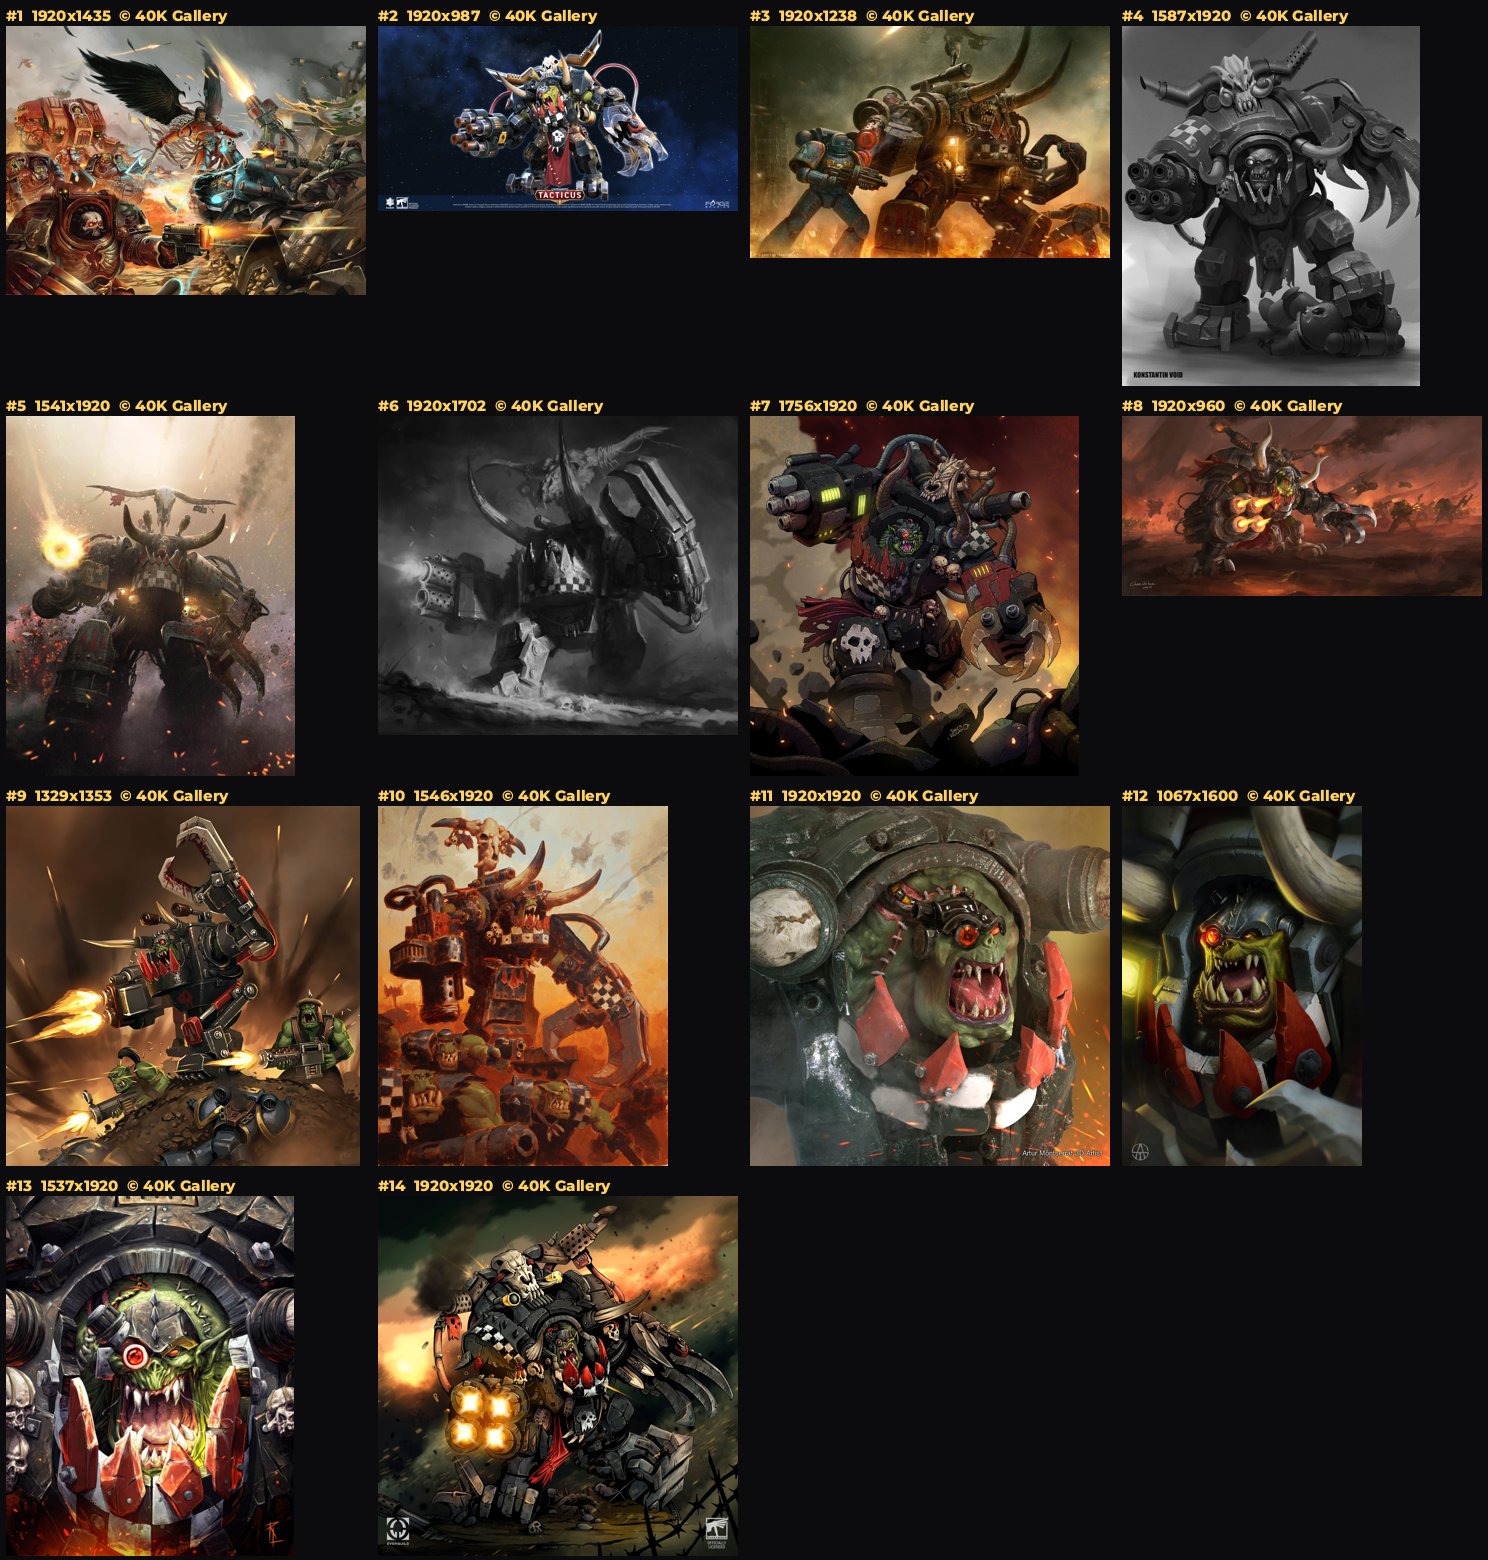 #1 1920x1435 © 40K Gallery
#2 1920x987 © 40K Gallery
#3 1920x1238 © 40K Gallery
#4 1587x1920 © 40K Gallery
TACTICUS
KONSTANTIN VOID
#5 1541x1920 © 40K Gallery
#6 1920x1702 © 40K Gallery
#7 1756x1920 © 40K Gallery
#8 1920x960 © 40K Gallery
#9 1329x1353 © 40K Gallery
#10 1546x1920 © 40K Gallery
#11 1920x1920 © 40K Gallery
#12 1067x1600 © 40K Gallery
#13 1537x1920 © 40K Gallery
#14 1920x1920 © 40K Gallery
OFFICIALLY
LICENSED